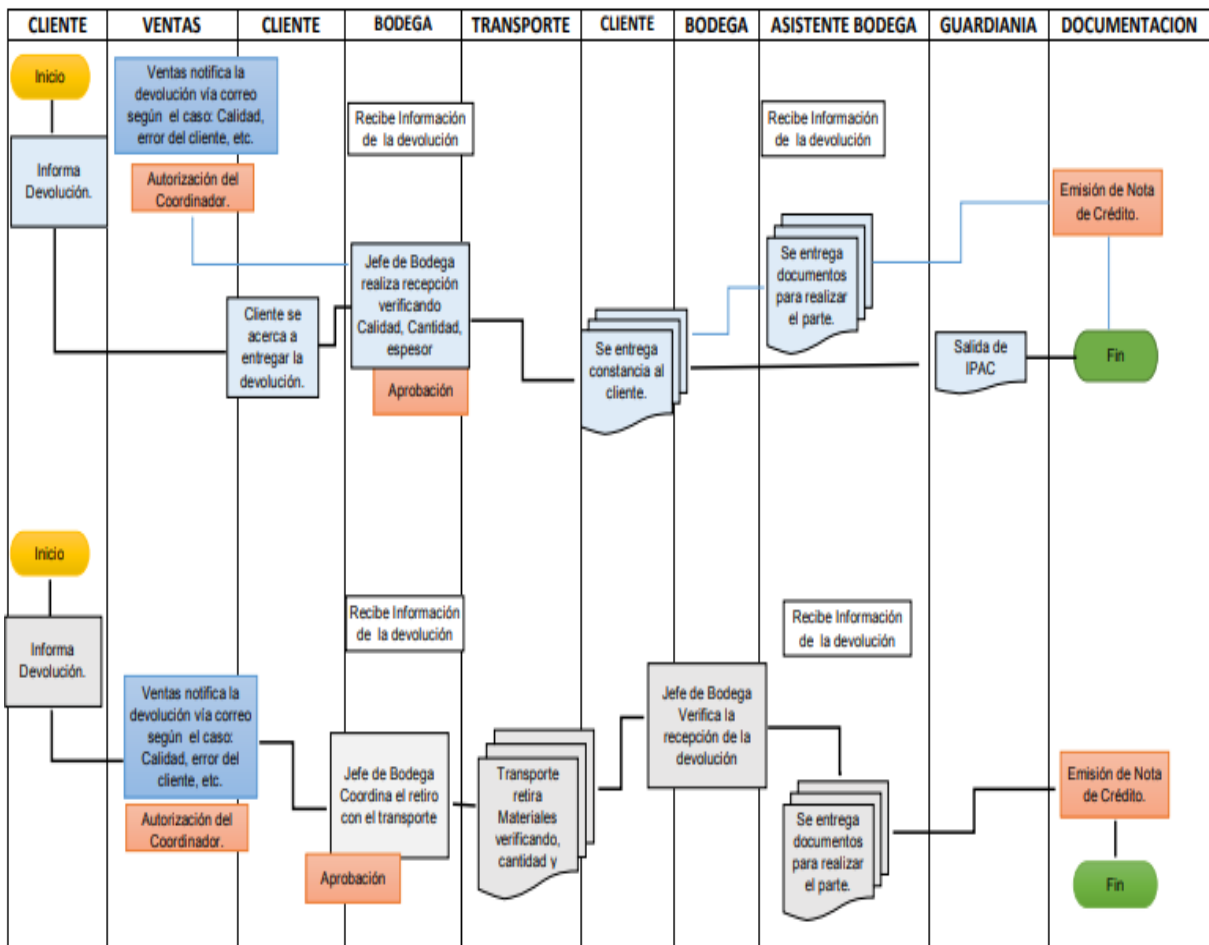 CLIENTE VENTAS CLIENTE BODEGA TRANSPORTE CLIENTE BODEGA ASISTENTE BODEGA GUARDIANIA DOCUMENTACION
Inicio
Informa
Devolución.
Ventas notifica la
devolución vía correo
según el caso: Calidad,
error del cliente, etc.
Autorización del
Coordinador.
Cliente se
acerca a
entregar la
devolución.
Recibe Información
de la devolución
Jefe de Bodega
realiza recepción
verificando
Calidad, Cantidad,
espesor
Aprobación
Se entrega
constancia al
cliente.
Recibe Información
de la devolución
Se entrega
documentos
para realizar
el parte.
Salida de
IPAC
Emisión de Nota
de Crédito.
Fin
Inicio
Informa
Devolución.
Ventas notifica la
devolución vía correo
según el caso:
Calidad, error del
cliente, etc.
Autorización del
Coordinador.
Recibe Información
de la devolución
Jefe de Bodega
Coordina el retiro
con el transporte
Aprobación
Transporte
retira
Materiales
verificando,
cantidad y
Jefe de Bodega
Verifica la
recepción de la
devolución
Recibe Información
de la devolución
Se entrega
documentos
para realizar
el parte.
Emisión de Nota
de Crédito.
Fin